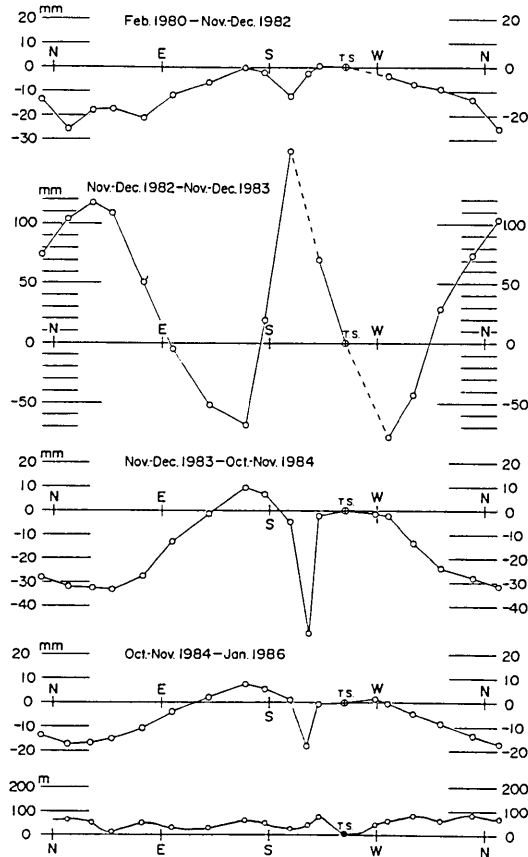 mm Feb. 1980–Nov.-Dec. 1982
20 20
10
N E S T.S. W N
0 0
-10
-20 -20
-30
mm Nov.-Dec. 1982–Nov.-Dec. 1983
100 100
50 50
N E S T.S. W N
0 0
-50 -50
Nov.-Dec. 1983–Oct.-Nov. 1984
20 mm 20
10 10
N E S T.S. W N
0 0
-10 -10
-20 -20
-30 -30
-40 -40
mm Oct.-Nov. 1984–Jan. 1986
20 20
10 10
N E S T.S. W N
0 0
-10 -10
-20 -20
m
200 200
100 100
T.S.
0 0
N E S W N